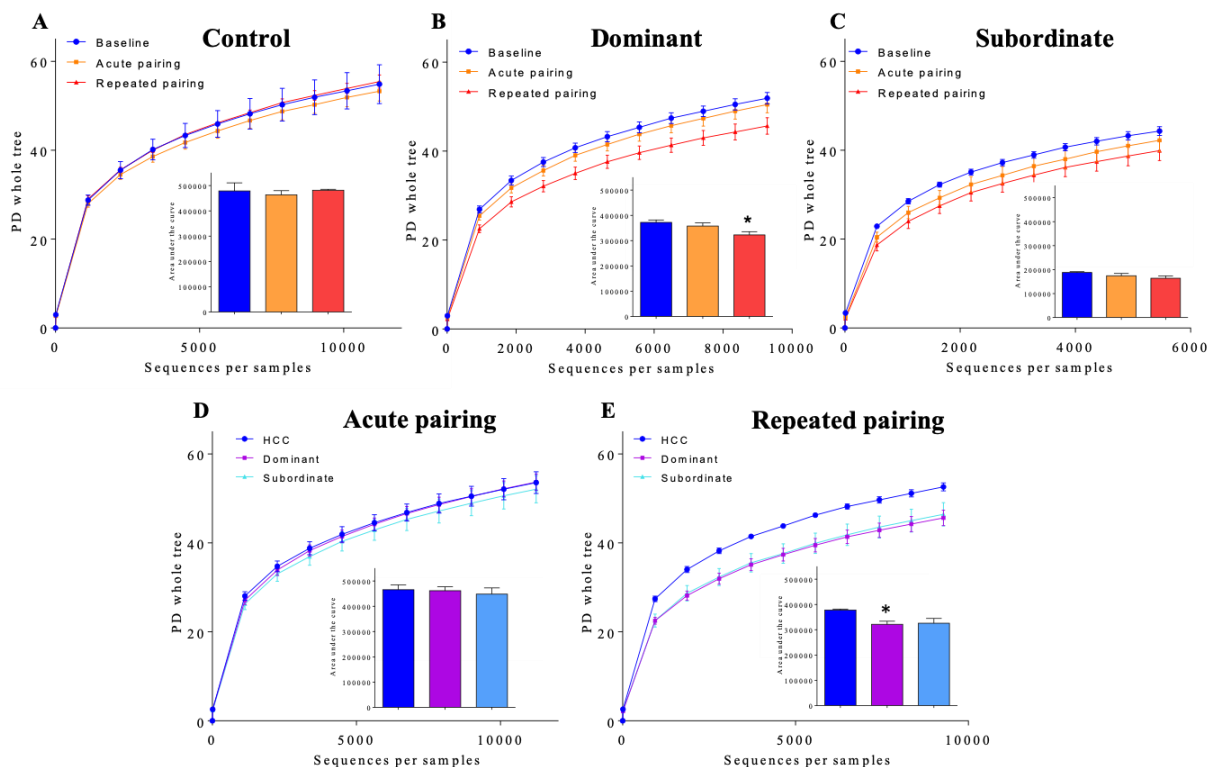 A
Control
Baseline
Acute pairing
Repeated pairing
PD whole tree
60
40
20
0
0
5000
10000
Sequences per samples
Area under the curve
500000
400000
300000
200000
100000
0
B
Dominant
Baseline
Acute pairing
Repeated pairing
PD whole tree
60
40
20
0
0
2000
4000
6000
8000
10000
Sequences per samples
Area under the curve
500000
400000
300000
200000
100000
0
*
C
Subordinate
Baseline
Acute pairing
Repeated pairing
PD whole tree
60
40
20
0
0
2000
4000
6000
Sequences per samples
Area under the curve
500000
400000
300000
200000
100000
0
D
Acute pairing
HCC
Dominant
Subordinate
PD whole tree
60
40
20
0
0
5000
10000
Sequences per samples
Area under the curve
500000
400000
300000
200000
100000
0
E
Repeated pairing
HCC
Dominant
Subordinate
PD whole tree
60
40
20
0
0
5000
10000
Sequences per samples
Area under the curve
500000
400000
300000
200000
100000
0
*